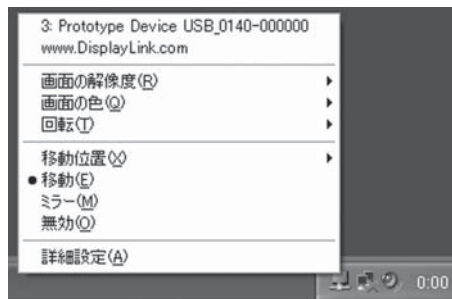 3: Prototype Device USB_0140-000000
www.DisplayLink.com
画面の解像度(R)
画面の色(Q)
回転(T)
移動位置(X)
移動(E)
ミラー(M)
無効(O)
詳細設定(A)
0:00